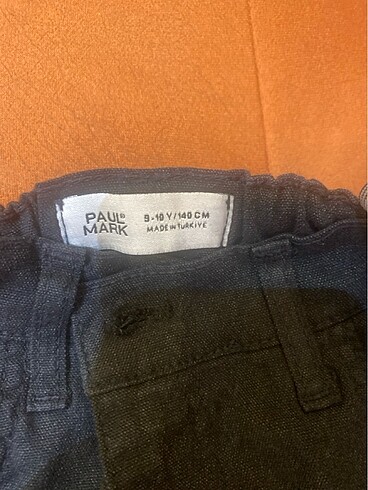 PAUL
MARK
9-10 Y/140 CM
MADE IN TÜRKİYE